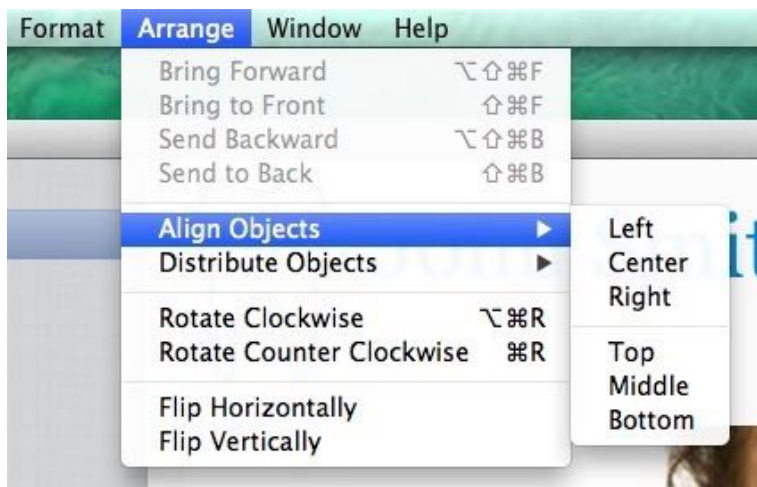 Format Arrange Window Help
Bring Forward ⌥⇧⌘F
Bring to Front ⇧⌘F
Send Backward ⌥⇧⌘B
Send to Back ⇧⌘B
Align Objects ▶
Distribute Objects ▶
Rotate Clockwise ⌥⌘R
Rotate Counter Clockwise ⌘R
Flip Horizontally
Flip Vertically
Left
Center
Right
Top
Middle
Bottom